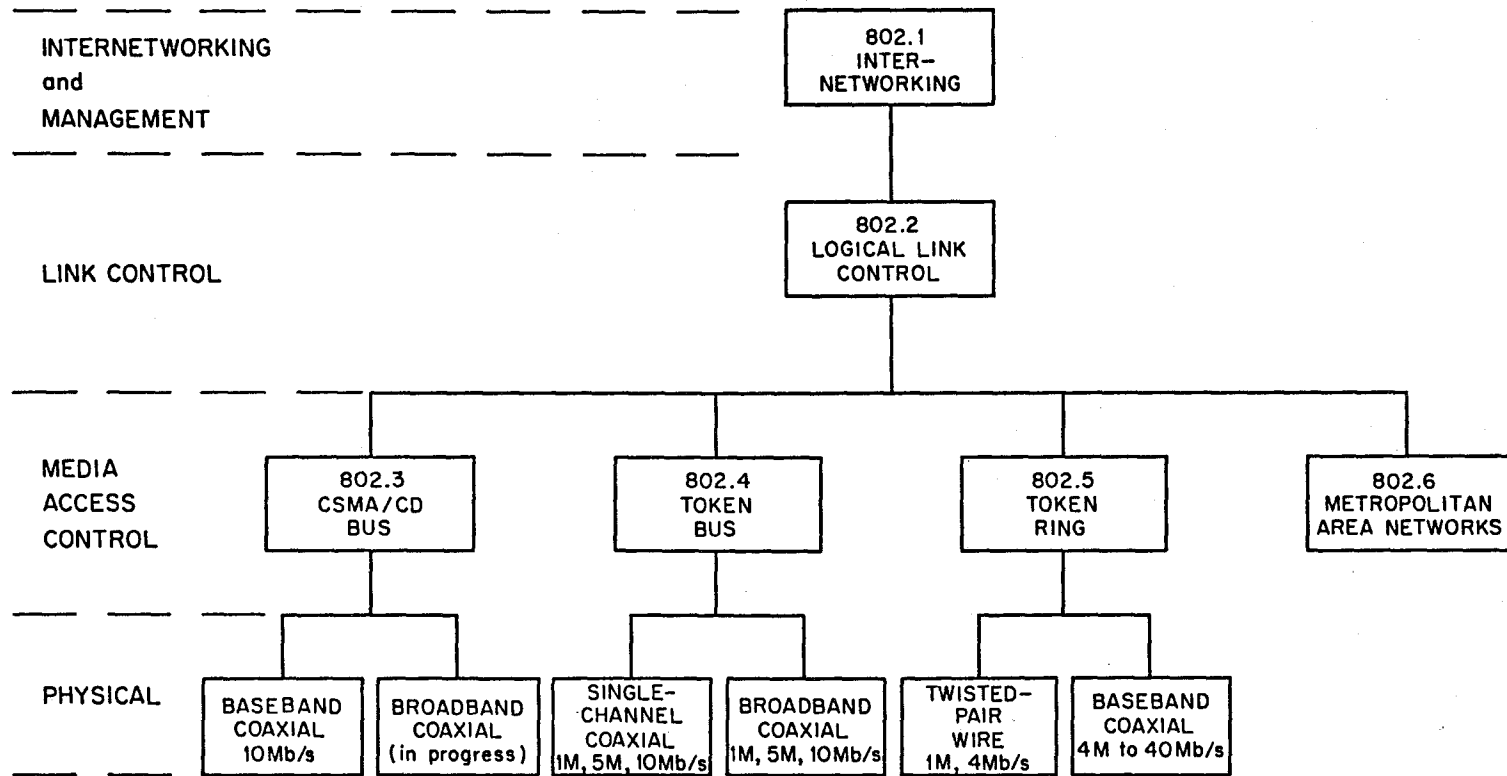 INTERNETWORKING
and
MANAGEMENT
802.1
INTER-
NETWORKING
LINK CONTROL
802.2
LOGICAL LINK
CONTROL
MEDIA
ACCESS
CONTROL
802.3
CSMA/CD
BUS
802.4
TOKEN
BUS
802.5
TOKEN
RING
802.6
METROPOLITAN
AREA NETWORKS
PHYSICAL
BASEBAND
COAXIAL
10Mb/s
BROADBAND
COAXIAL
(in progress)
SINGLE-
CHANNEL
COAXIAL
1M, 5M, 10Mb/s
BROADBAND
COAXIAL
1M, 5M, 10Mb/s
TWISTED-
PAIR
WIRE
1M, 4Mb/s
BASEBAND
COAXIAL
4M to 40Mb/s